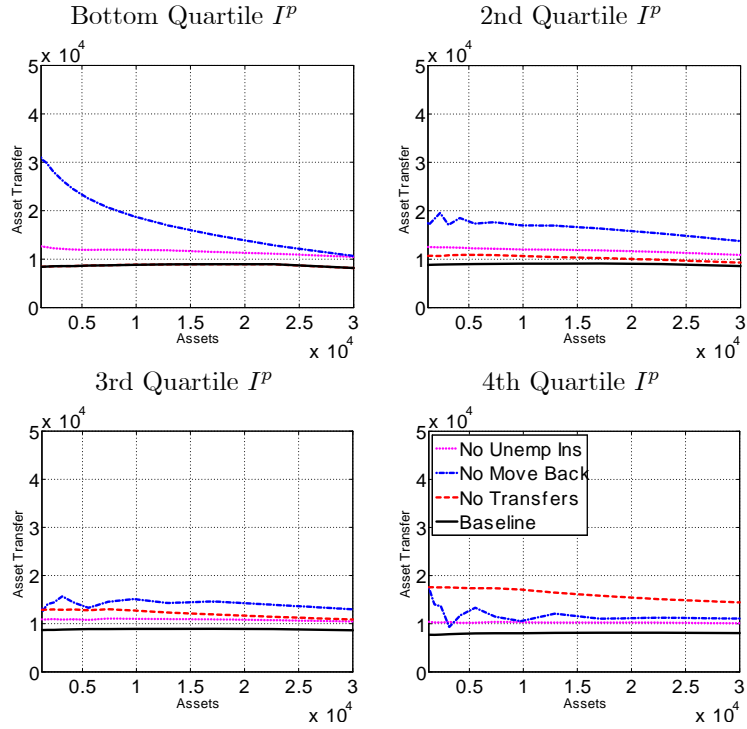 Bottom Quartile I^p
x 10^4
5
4
3
2
1
0
Asset Transfer
0.5 1 1.5 2 2.5 3
Assets
x 10^4
2nd Quartile I^p
x 10^4
5
4
3
2
1
0
Asset Transfer
0.5 1 1.5 2 2.5 3
Assets
x 10^4
3rd Quartile I^p
x 10^4
5
4
3
2
1
0
Asset Transfer
0.5 1 1.5 2 2.5 3
Assets
x 10^4
4th Quartile I^p
x 10^4
5
4
3
2
1
0
Asset Transfer
No Unemp Ins
No Move Back
No Transfers
Baseline
0.5 1 1.5 2 2.5 3
Assets
x 10^4